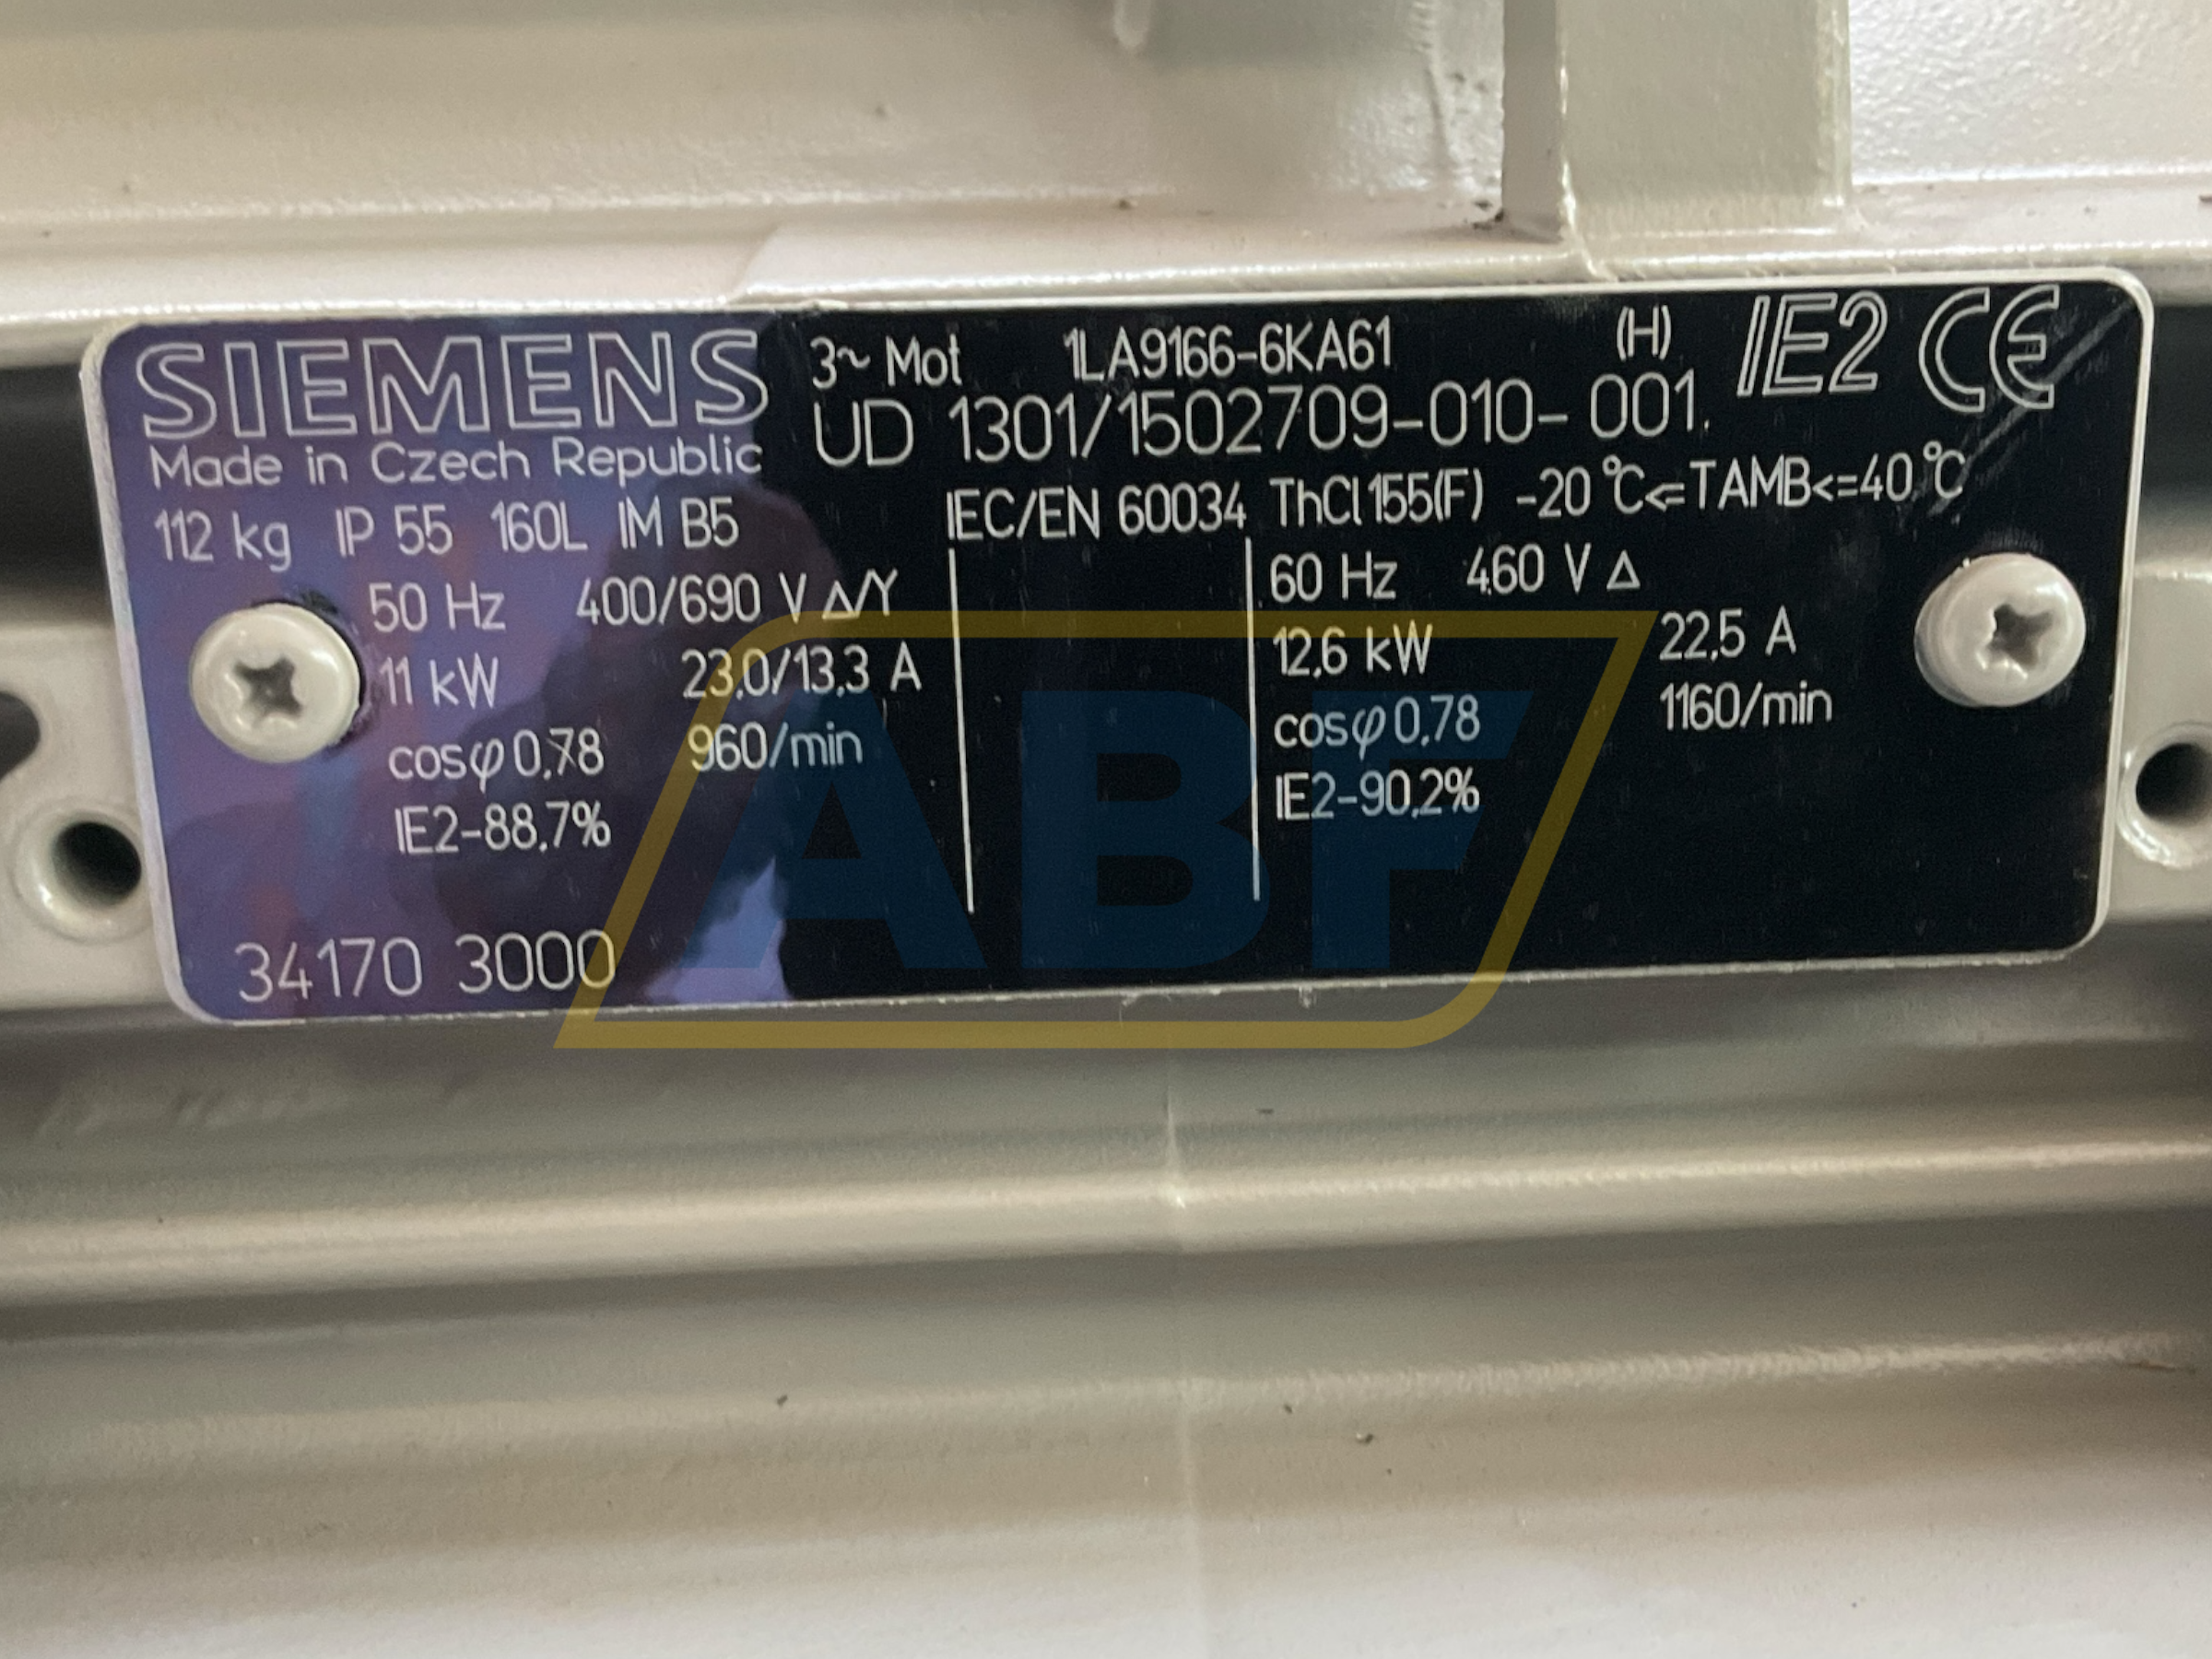 SIEMENS 3~ Mot 1LA9166-6KA61 (H) IE2 CE
Made in Czech Republic UD 1301/1502709-010-001.
112 kg IP 55 160L IM B5 IEC/EN 60034 ThCl 155(F) -20 °C<=TAMB<=40 °C
50 Hz 400/690 V Δ/Y
11 kW 23,0/13,3 A
cosφ 0,78 960/min
IE2-88,7%
60 Hz 460 V Δ
12,6 kW 22,5 A
cosφ 0,78 1160/min
IE2-90,2%
34170 3000
ABF